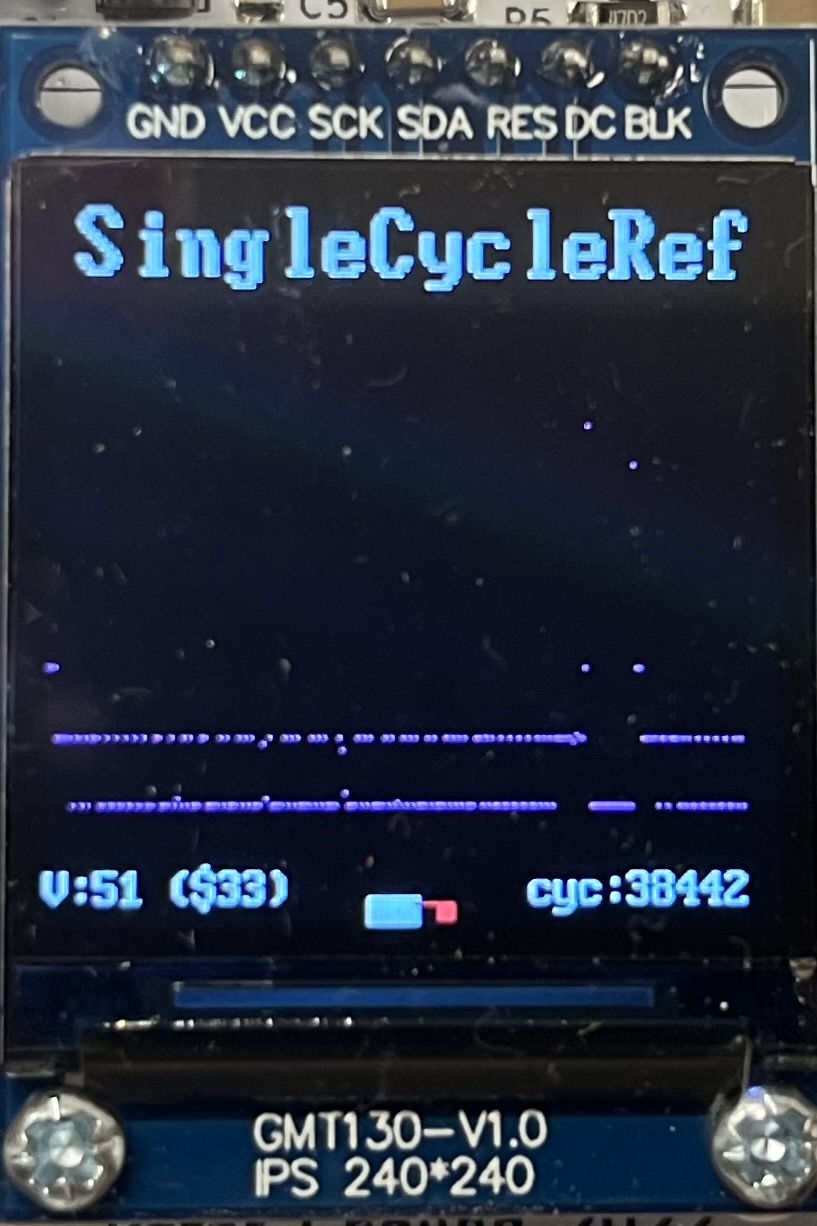 C5 R5
GND VCC SCK SDA RES DC BLK
SingleCycleRef
V:51 ($33) cyc:38442
GMT130-V1.0
IPS 240*240